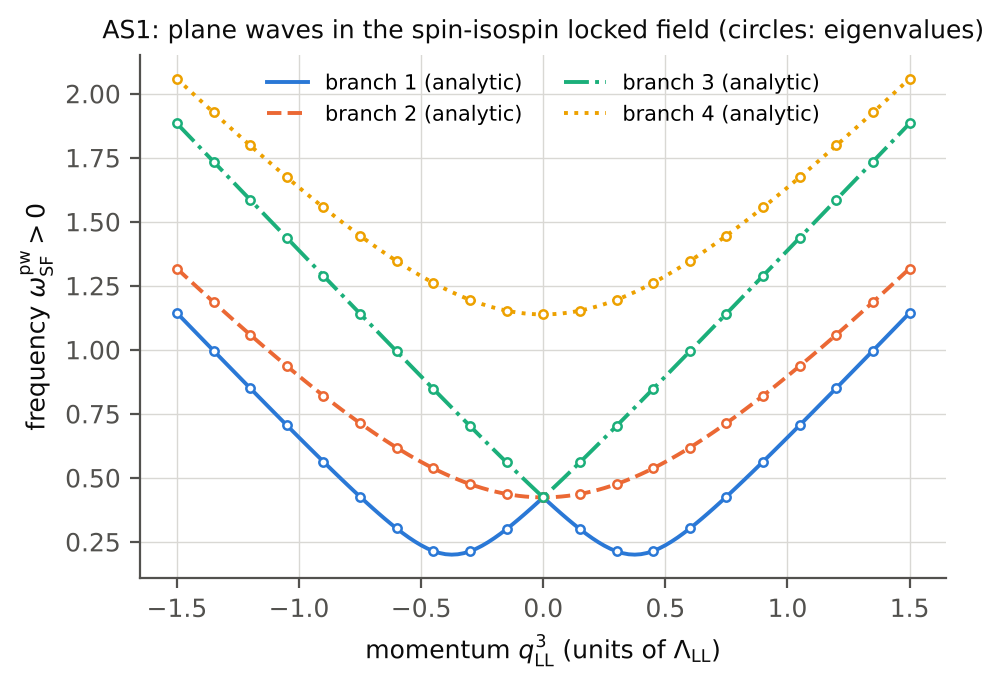 AS1: plane waves in the spin-isospin locked field (circles: eigenvalues)
branch 1 (analytic)
branch 2 (analytic)
branch 3 (analytic)
branch 4 (analytic)
frequency ω_SF^pw > 0
2.00
1.75
1.50
1.25
1.00
0.75
0.50
0.25
−1.5 −1.0 −0.5 0.0 0.5 1.0 1.5
momentum q_LL^3 (units of Λ_LL)